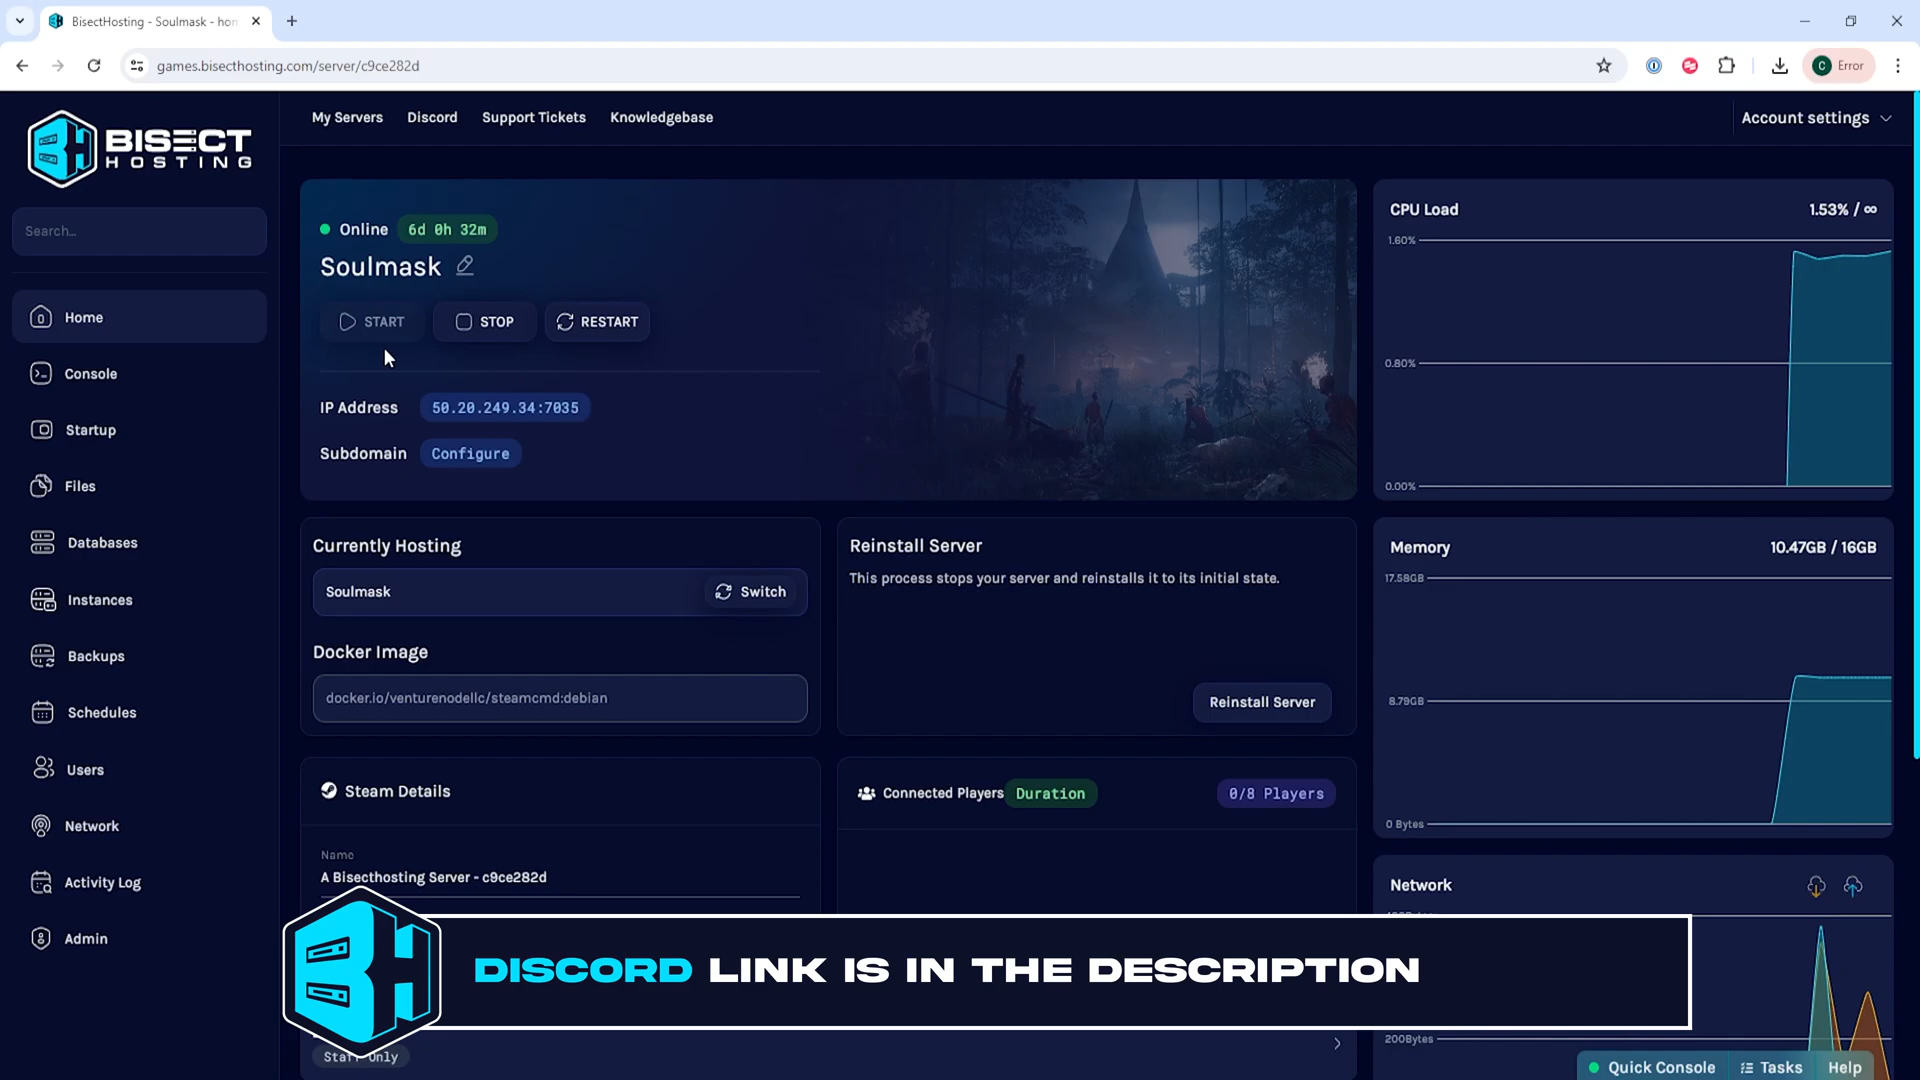 BisectHosting - Soulmask - hom
games.bisecthosting.com/server/c9ce282d
C Error
BISECT
HOSTING
My Servers
Discord
Support Tickets
Knowledgebase
Account settings
Search...
Home
Console
Startup
Files
Databases
Instances
Backups
Schedules
Users
Network
Activity Log
Admin
Online 6d 0h 32m
Soulmask
START
STOP
RESTART
IP Address 50.20.249.34:7035
Subdomain Configure
Currently Hosting
Soulmask
Switch
Docker Image
docker.io/venturenodellc/steamcmd:debian
Reinstall Server
This process stops your server and reinstalls it to its initial state.
Reinstall Server
Steam Details
Name
A Bisecthosting Server - c9ce282d
Connected Players Duration 0/8 Players
CPU Load 1.53% / ∞
1.60%
0.80%
0.00%
Memory 10.47GB / 16GB
17.58GB
8.79GB
0 Bytes
Network
200Bytes
DISCORD LINK IS IN THE DESCRIPTION
Staff Only
Quick Console
Tasks
Help